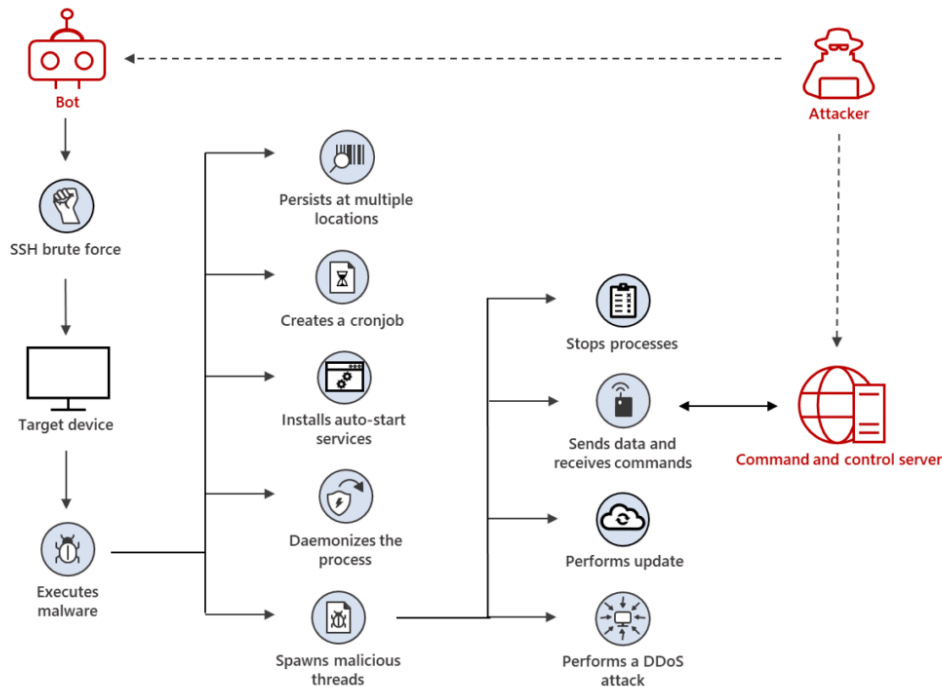 Bot
Attacker
SSH brute force
Persists at multiple
locations
Creates a cronjob
Stops processes
Target device
Installs auto-start
services
Sends data and
receives commands
Command and control server
Daemonizes the
process
Performs update
Executes
malware
Spawns malicious
threads
Performs a DDoS
attack